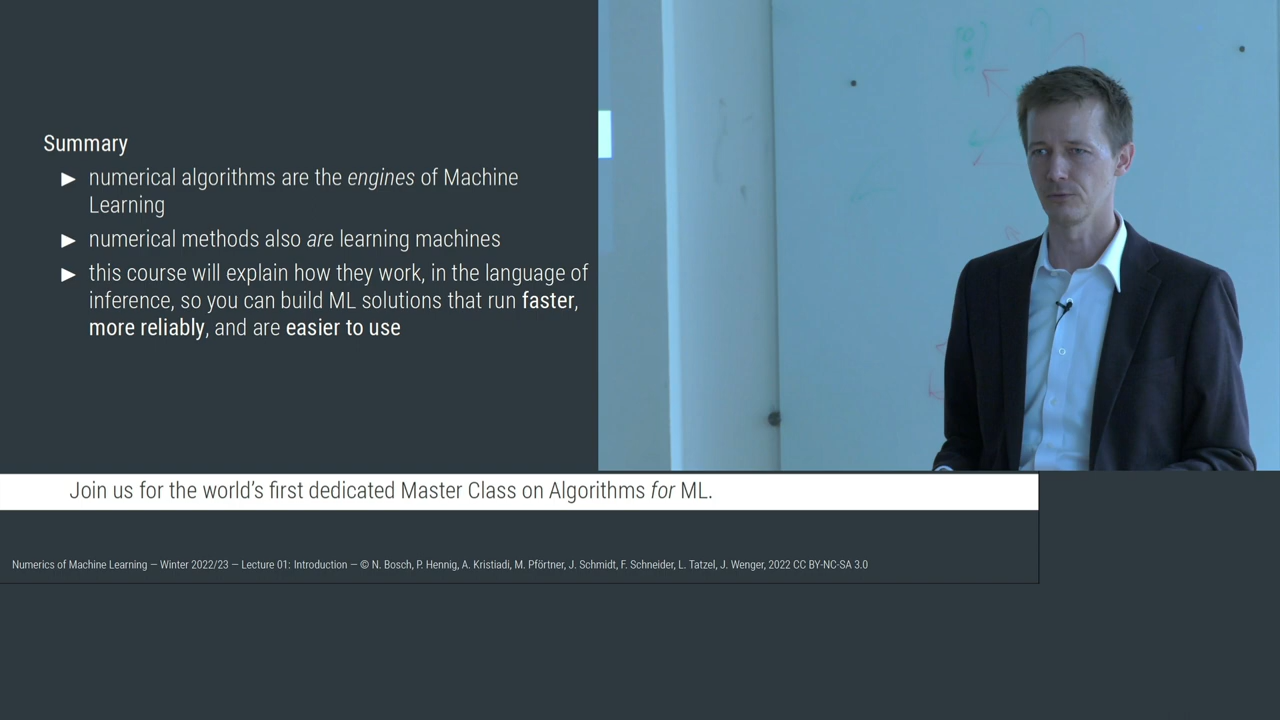 Summary
▶ numerical algorithms are the engines of Machine
Learning
▶ numerical methods also are learning machines
▶ this course will explain how they work, in the language of
inference, so you can build ML solutions that run faster,
more reliably, and are easier to use
Join us for the world’s first dedicated Master Class on Algorithms for ML.
Numerics of Machine Learning — Winter 2022/23 — Lecture 01: Introduction — © N. Bosch, P. Hennig, A. Kristiadi, M. Pförtner, J. Schmidt, F. Schneider, L. Tatzel, J. Wenger, 2022 CC BY-NC-SA 3.0